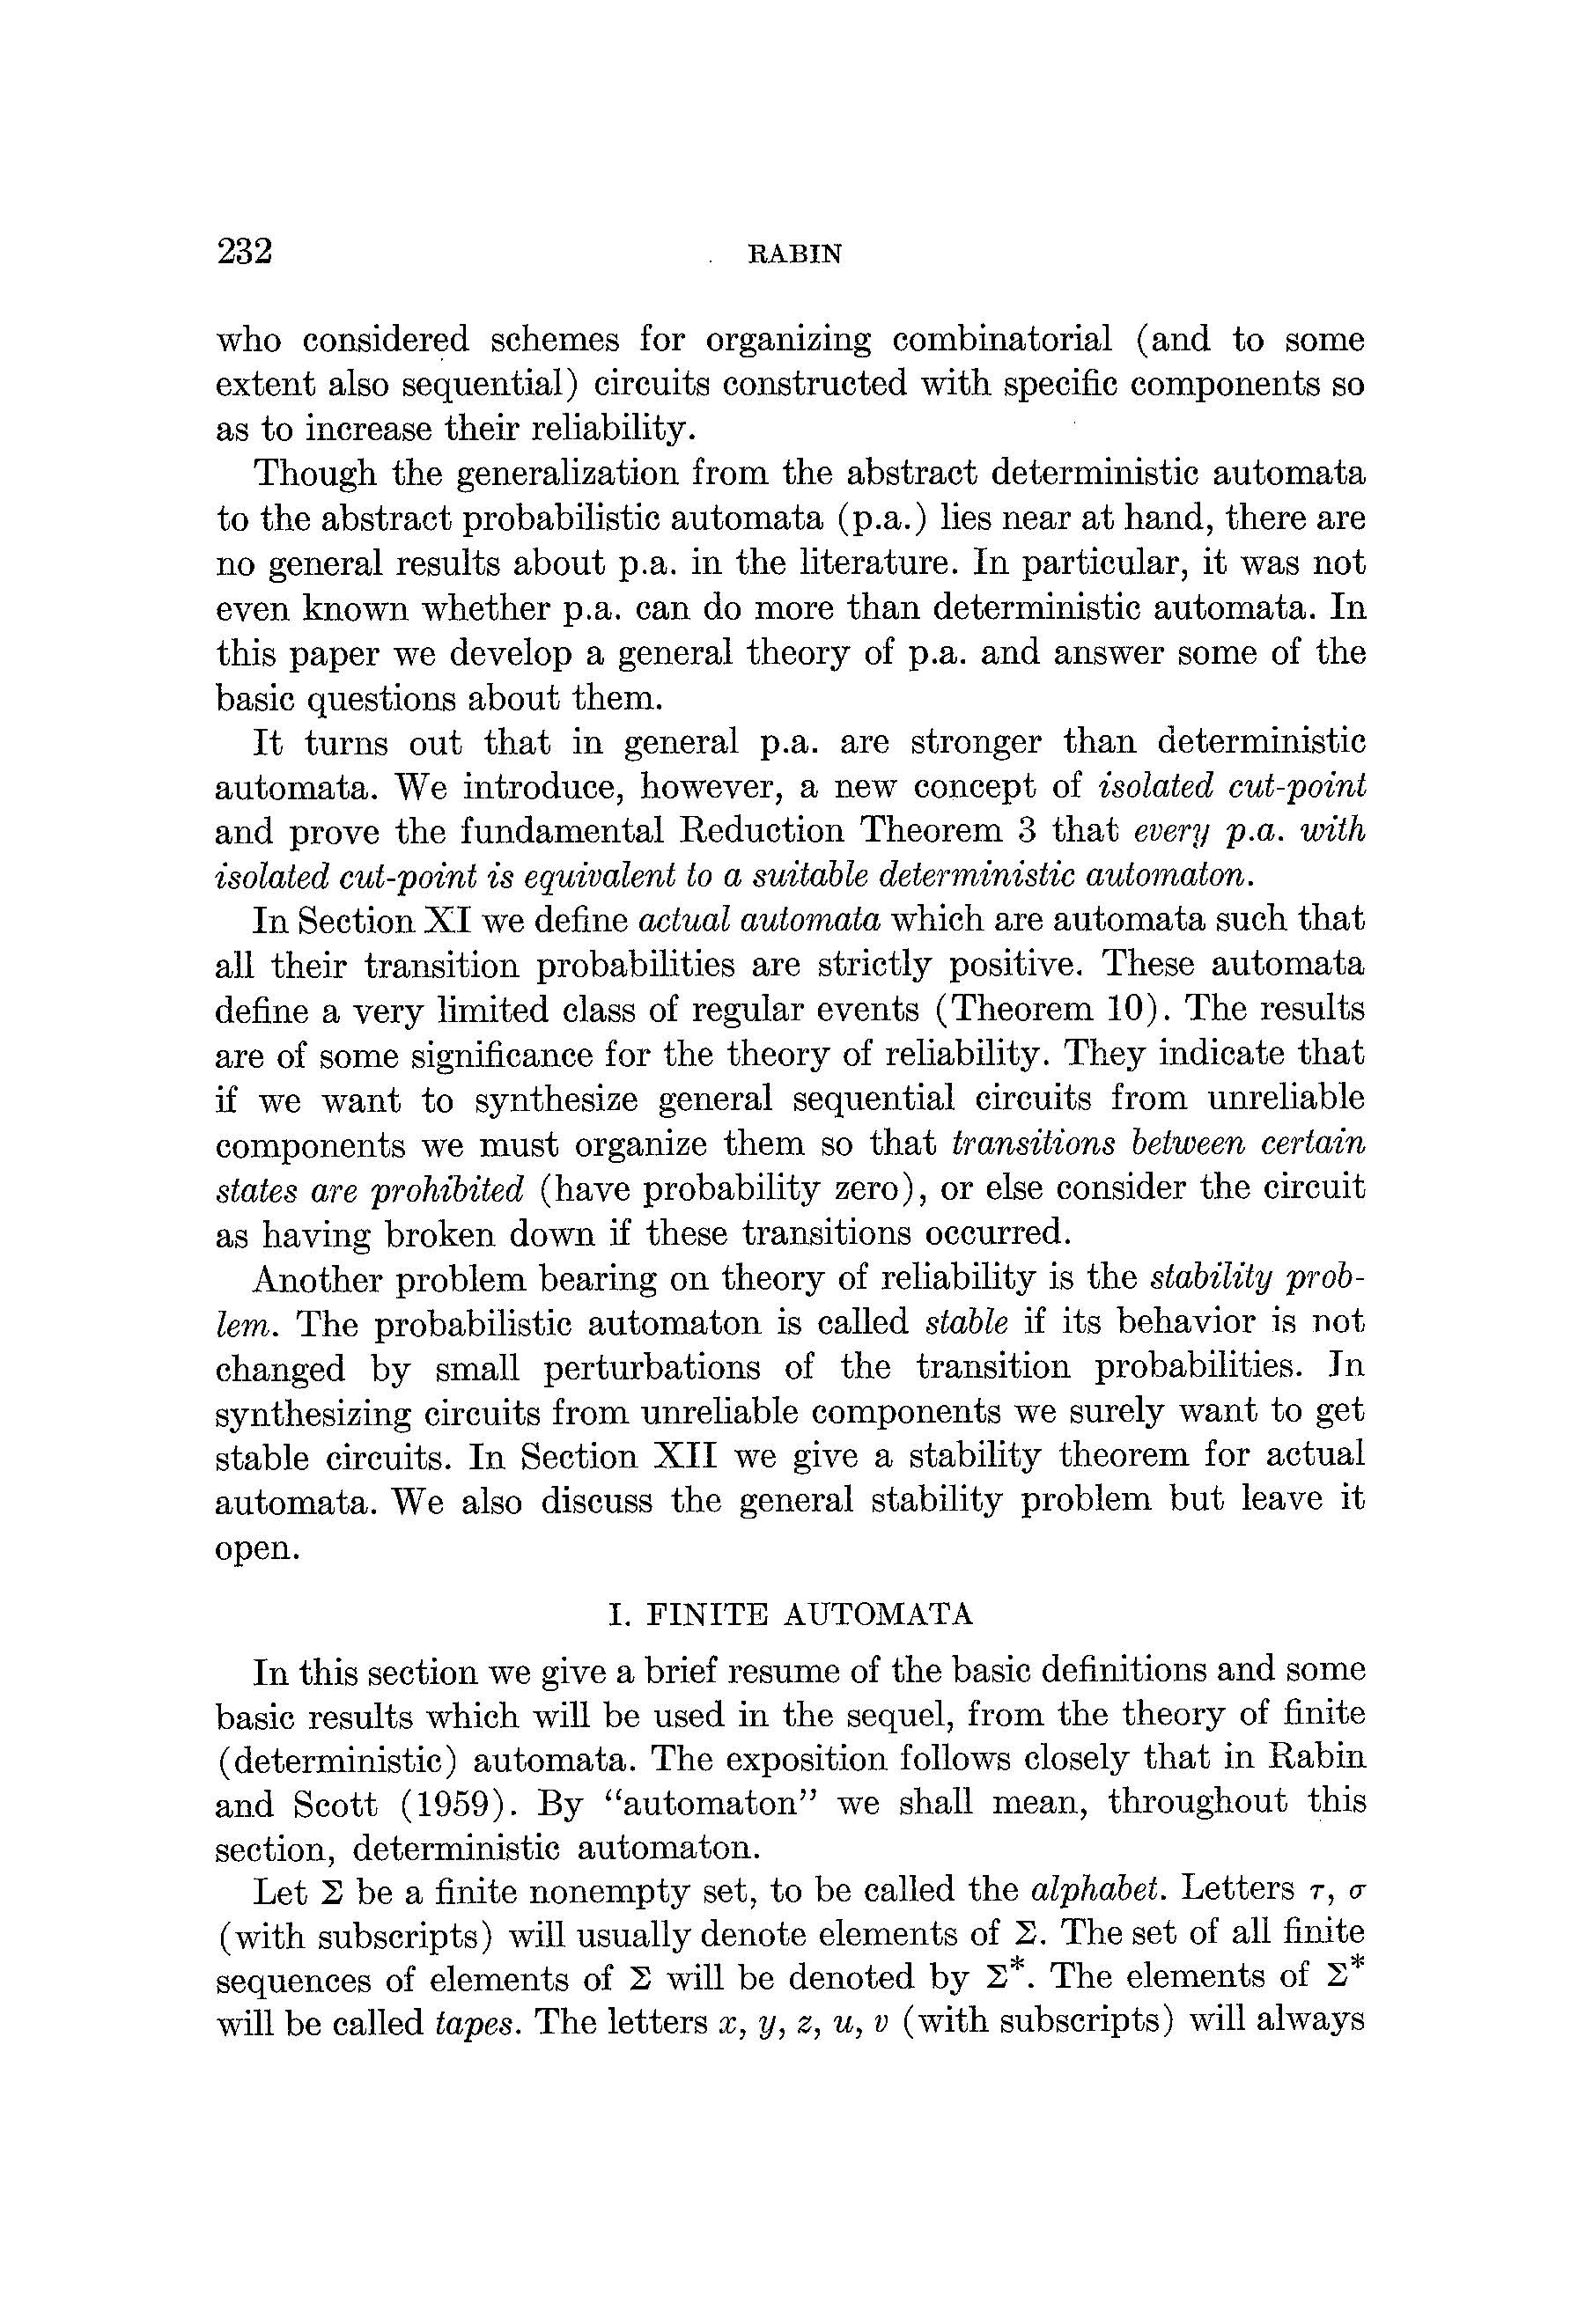 232
RABIN
who considered schemes for organizing combinatorial (and to some
extent also sequential) circuits constructed with specific components so
as to increase their reliability.
Though the generalization from the abstract deterministic automata
to the abstract probabilistic automata (p.a.) lies near at hand, there are
no general results about p.a. in the literature. In particular, it was not
even known whether p.a. can do more than deterministic automata. In
this paper we develop a general theory of p.a. and answer some of the
basic questions about them.
It turns out that in general p.a. are stronger than deterministic
automata. We introduce, however, a new concept of isolated cut-point
and prove the fundamental Reduction Theorem 3 that every p.a. with
isolated cut-point is equivalent to a suitable deterministic automaton.
In Section XI we define actual automata which are automata such that
all their transition probabilities are strictly positive. These automata
define a very limited class of regular events (Theorem 10). The results
are of some significance for the theory of reliability. They indicate that
if we want to synthesize general sequential circuits from unreliable
components we must organize them so that transitions between certain
states are prohibited (have probability zero), or else consider the circuit
as having broken down if these transitions occurred.
Another problem bearing on theory of reliability is the stability prob-
lem. The probabilistic automaton is called stable if its behavior is not
changed by small perturbations of the transition probabilities. In
synthesizing circuits from unreliable components we surely want to get
stable circuits. In Section XII we give a stability theorem for actual
automata. We also discuss the general stability problem but leave it
open.
I. FINITE AUTOMATA
In this section we give a brief resume of the basic definitions and some
basic results which will be used in the sequel, from the theory of finite
(deterministic) automata. The exposition follows closely that in Rabin
and Scott (1959). By “automaton” we shall mean, throughout this
section, deterministic automaton.
Let Σ be a finite nonempty set, to be called the alphabet. Letters τ, σ
(with subscripts) will usually denote elements of Σ. The set of all finite
sequences of elements of Σ will be denoted by Σ*. The elements of Σ*
will be called tapes. The letters x, y, z, u, v (with subscripts) will always